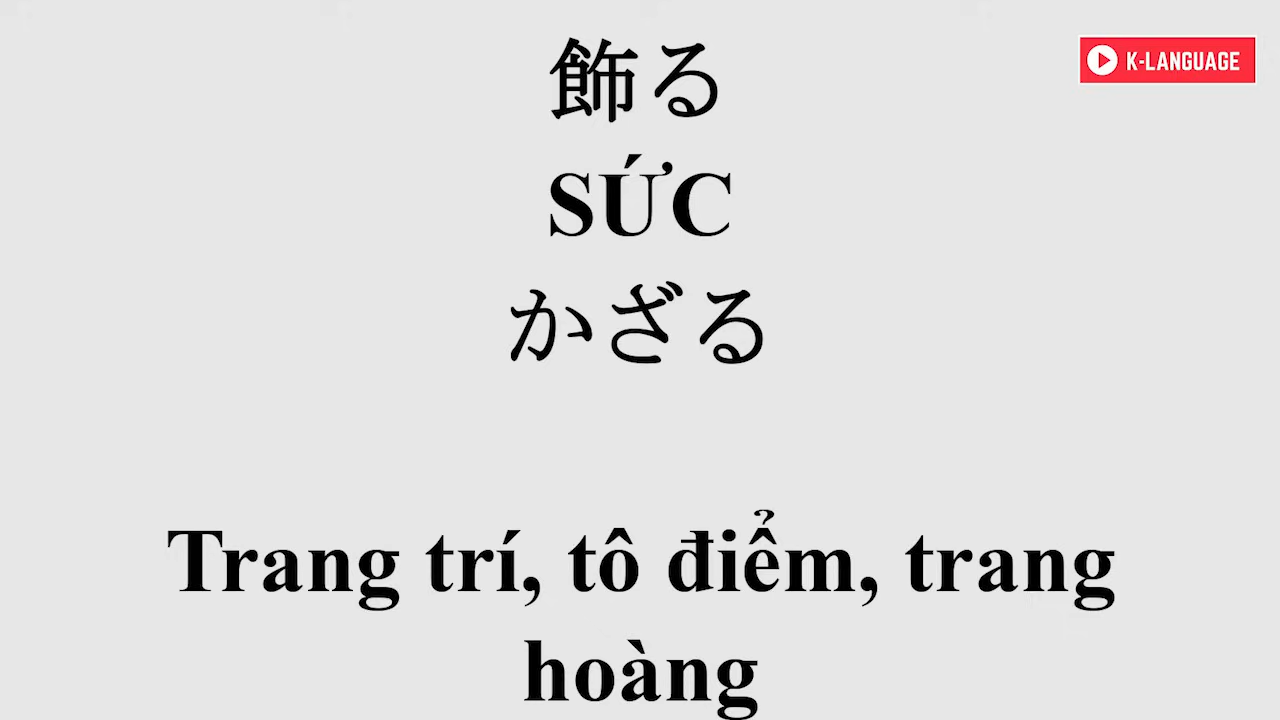 飾る
K-LANGUAGE
SỨC
かざる
Trang trí, tô điểm, trang
hoàng